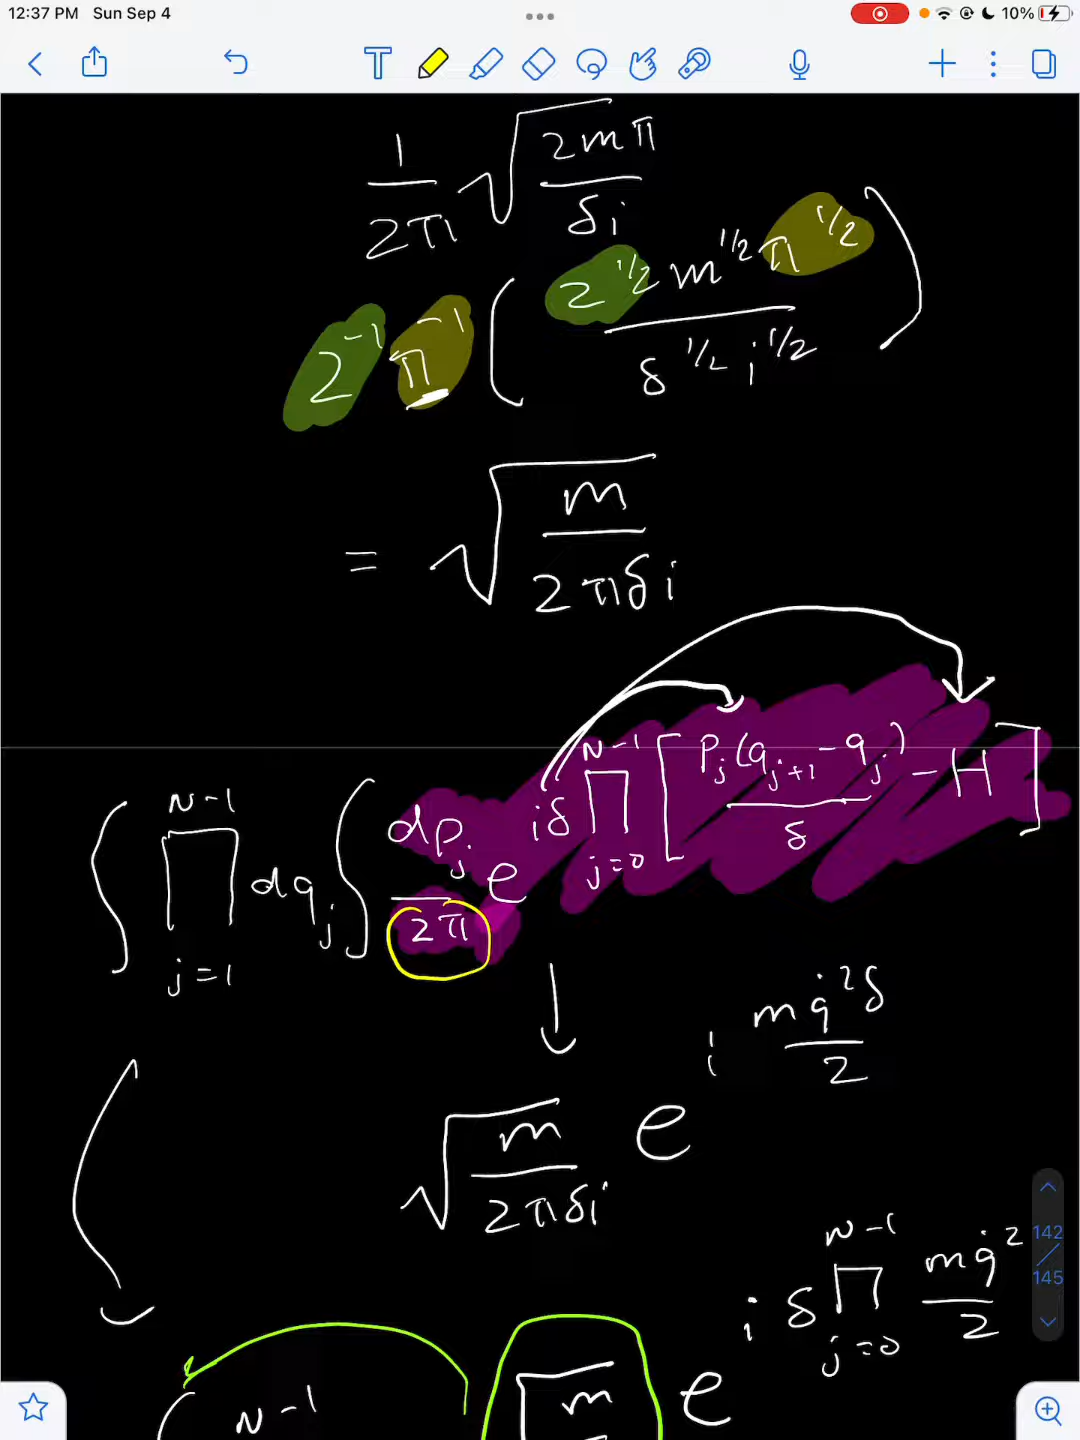 12:37 PM Sun Sep 4
10%
1/2π √(2mπ/δi)
2^-1 π^-1 ( 2^1/2 m^1/2 π^1/2 / δ^1/2 i^1/2 )
= √(m/2πδi)
∫ ∏_{j=1}^{N-1} dq_j ∫ dp_j/2π e^{iδ ∏_{j=0}^{N-1} [ P_j(q_{j+1} - q_j)/δ - H ]}
√(m/2πδi) e^{i mq̇²δ/2}
142
145
N-1
m
e^{iδ ∏_{j=0}^{N-1} mq̇²/2}